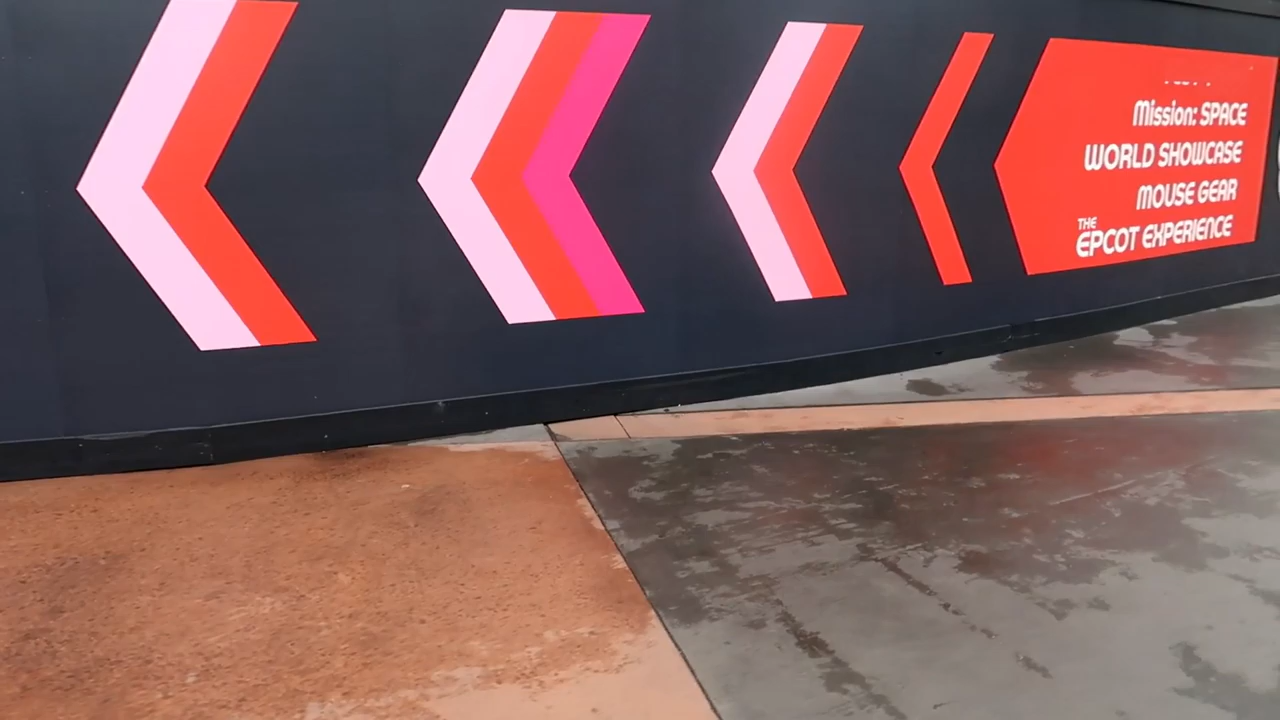 Mission: SPACE
WORLD SHOWCASE
MOUSE GEAR
THE
EPCOT EXPERIENCE